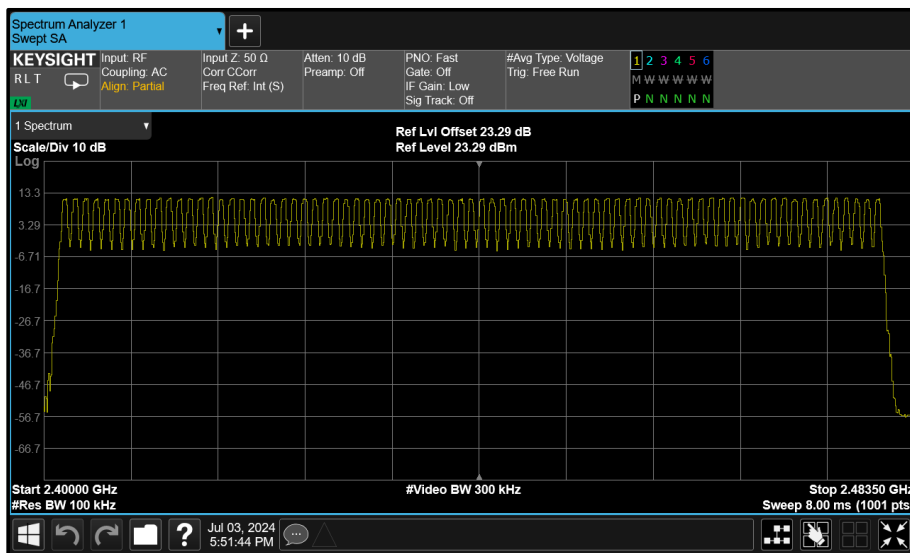 Spectrum Analyzer 1
Swept SA
KEYSIGHT
R L T
LXI
Input: RF
Coupling: AC
Align: Partial
Input Z: 50 Ω
Corr CCorr
Freq Ref: Int (S)
Atten: 10 dB
Preamp: Off
PNO: Fast
Gate: Off
IF Gain: Low
Sig Track: Off
#Avg Type: Voltage
Trig: Free Run
1 2 3 4 5 6
M W W W W W
P N N N N N
1 Spectrum
Scale/Div 10 dB
Ref Lvl Offset 23.29 dB
Ref Level 23.29 dBm
Log
13.3
3.29
-6.71
-16.7
-26.7
-36.7
-46.7
-56.7
-66.7
Start 2.40000 GHz
#Res BW 100 kHz
#Video BW 300 kHz
Stop 2.48350 GHz
Sweep 8.00 ms (1001 pts
?
Jul 03, 2024
5:51:44 PM